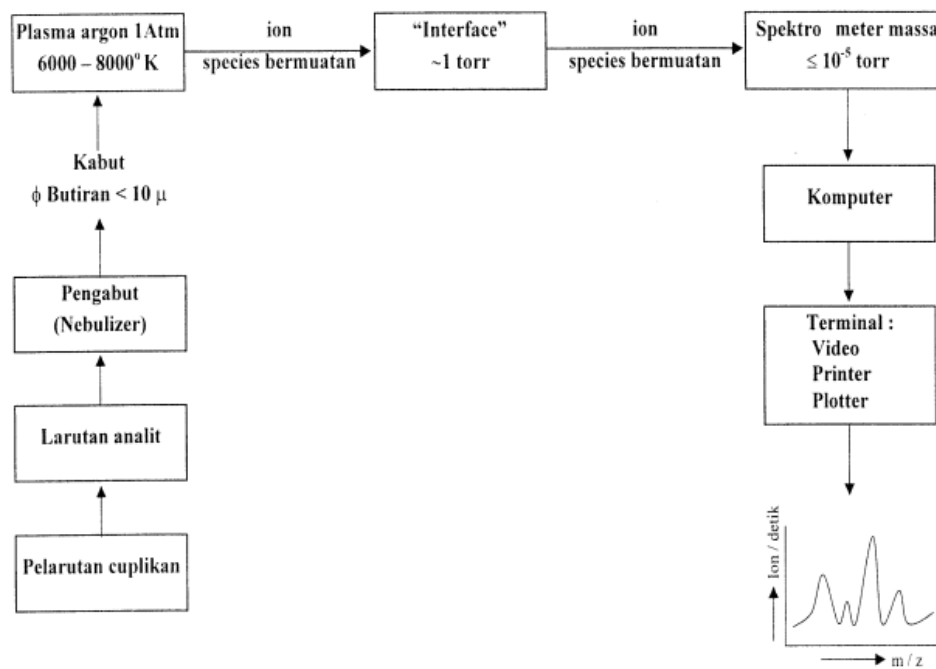 Plasma argon 1Atm
6000 – 8000° K
ion
species bermuatan
“Interface”
~1 torr
ion
species bermuatan
Spektro meter massa
≤ 10⁻⁵ torr
Kabut
ϕ Butiran < 10 μ
Pengabut
(Nebulizer)
Larutan analit
Pelarutan cuplikan
Komputer
Terminal :
Video
Printer
Plotter
Ion / detik
m / z